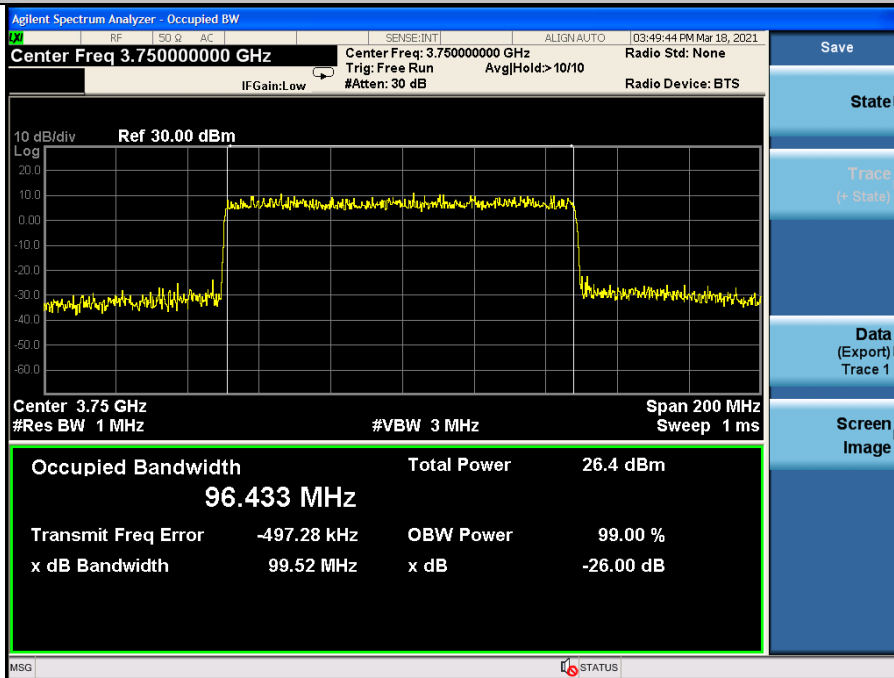 Agilent Spectrum Analyzer - Occupied BW
LXI RF 50 Ω AC SENSE:INT ALIGN AUTO 03:49:44 PM Mar 18, 2021
Center Freq 3.750000000 GHz
Center Freq: 3.750000000 GHz
Radio Std: None
Trig: Free Run Avg|Hold:>10/10
IFGain:Low #Atten: 30 dB Radio Device: BTS
Save
State
Trace
(+ State)
Data
(Export)
Trace 1
Screen
Image
10 dB/div Ref 30.00 dBm
Log
20.0
10.0
0.00
-10.0
-20.0
-30.0
-40.0
-50.0
-60.0
Center 3.75 GHz Span 200 MHz
#Res BW 1 MHz #VBW 3 MHz Sweep 1 ms
Occupied Bandwidth Total Power 26.4 dBm
96.433 MHz
Transmit Freq Error -497.28 kHz OBW Power 99.00 %
x dB Bandwidth 99.52 MHz x dB -26.00 dB
MSG STATUS